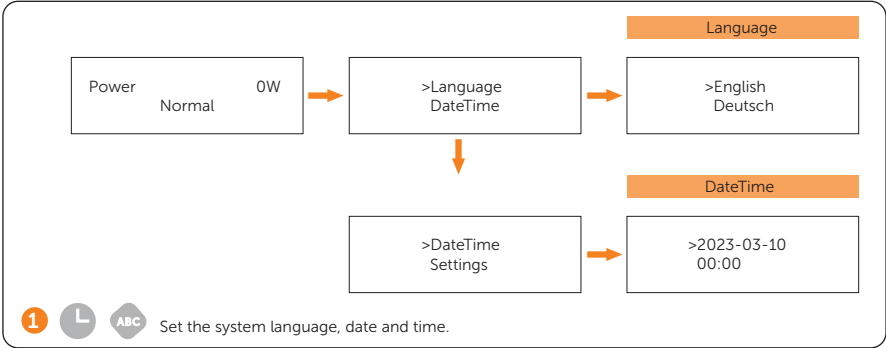 Language
Power 0W
Normal
>Language
DateTime
>English
Deutsch
DateTime
>DateTime
Settings
>2023-03-10
00:00
1 ABC Set the system language, date and time.